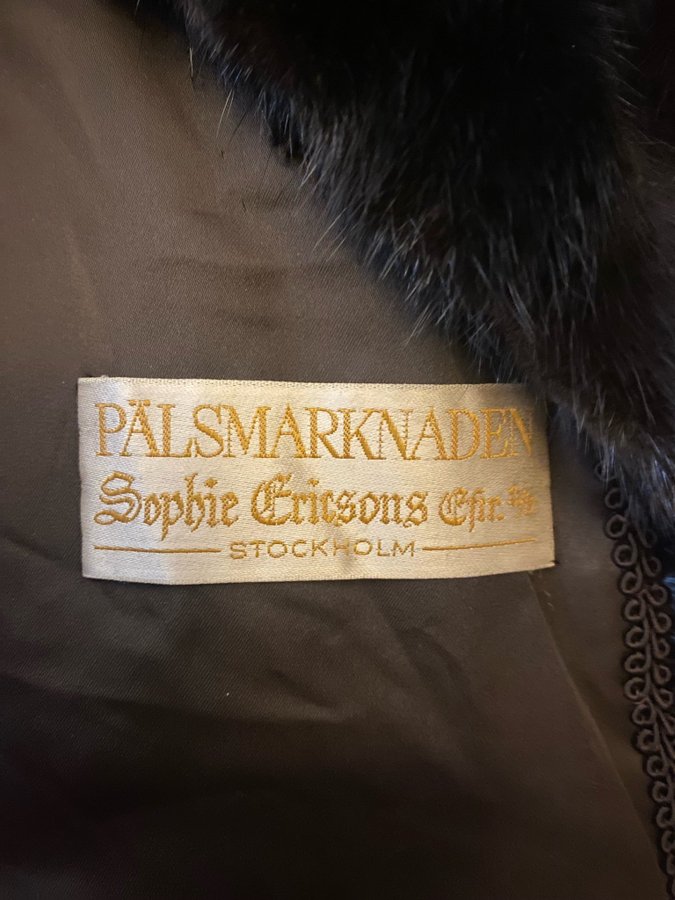 PÄLSMARKNADEN
Sophie Ericsons Eftr. A/B
STOCKHOLM